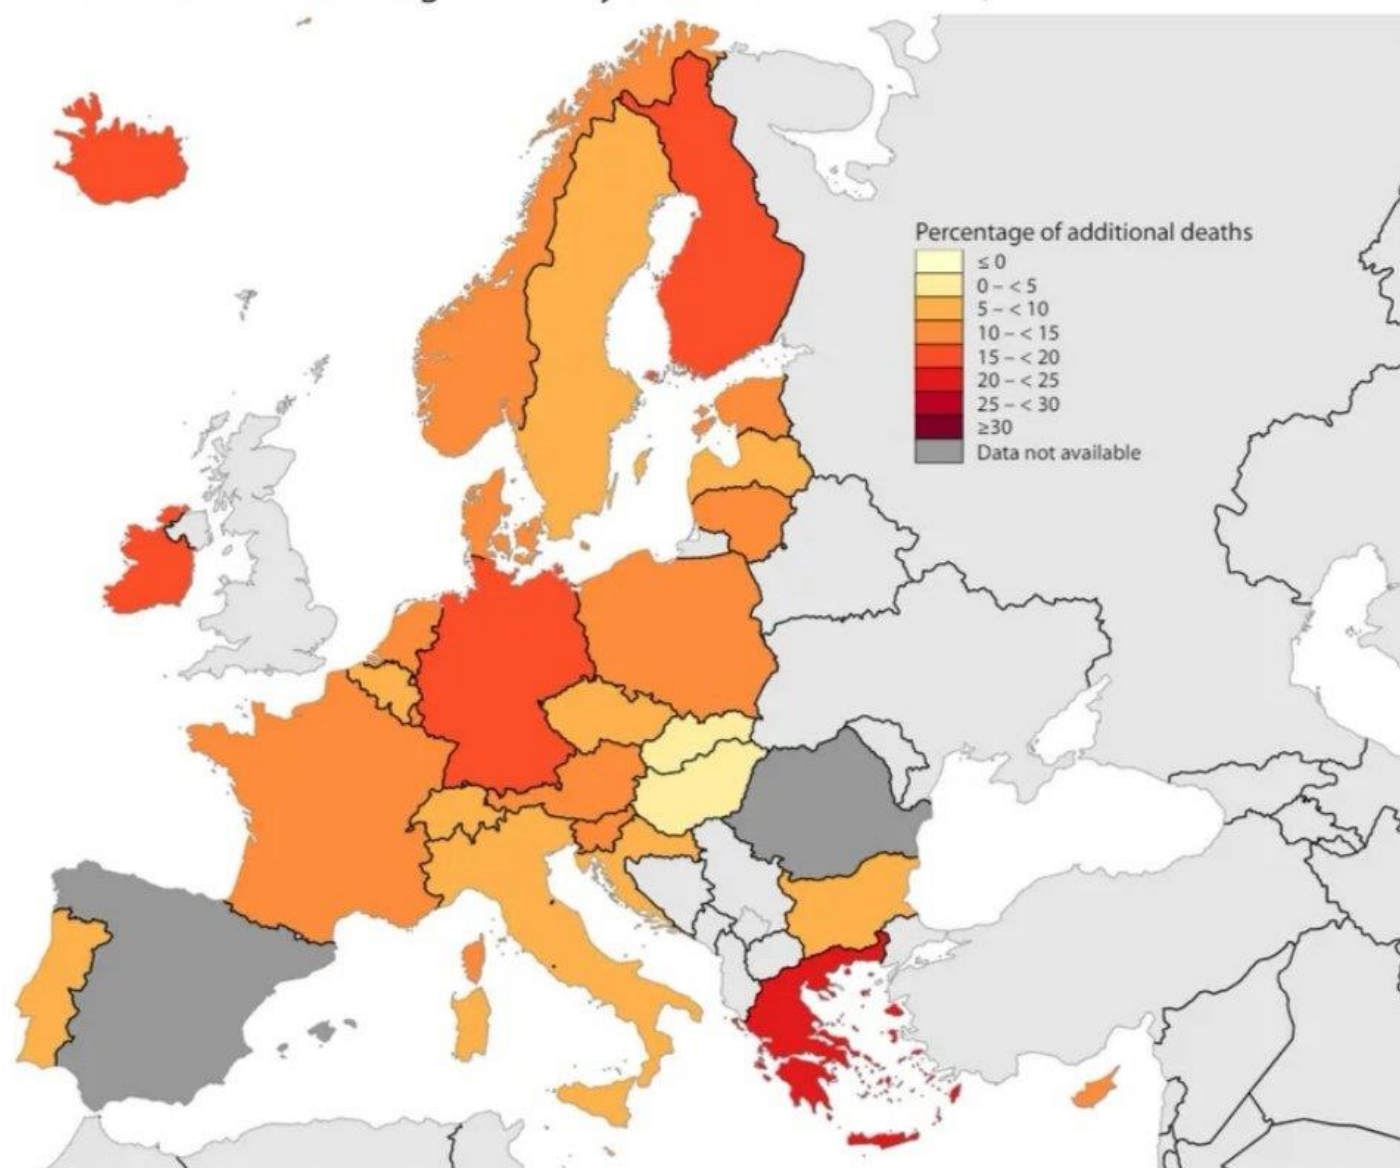 Percentage of additional deaths
≤ 0
0 – < 5
5 – < 10
10 – < 15
15 – < 20
20 – < 25
25 – < 30
≥30
Data not available